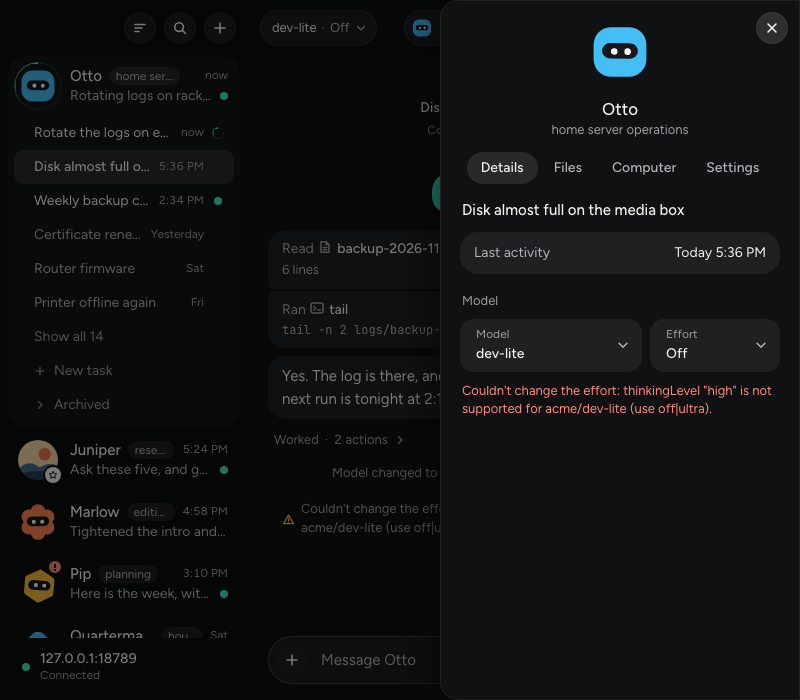 dev-lite · Off
Otto
home ser...
now
Rotating logs on rack...
Rotate the logs on e...
now
Disk almost full o...
5:36 PM
Weekly backup c...
2:34 PM
Certificate rene...
Yesterday
Router firmware
Sat
Printer offline again
Fri
Show all 14
New task
Archived
Juniper
rese...
5:24 PM
Ask these five, and g...
Marlow
editi...
4:58 PM
Tightened the intro and...
Pip
planning
3:10 PM
Here is the week, wit...
Quarterma
hou...
Sat
127.0.0.1:18789
Connected
Dis
Co
Read backup-2026-11
6 lines
Ran tail
tail -n 2 logs/backup-
Yes. The log is there, an
next run is tonight at 2:1
Worked · 2 actions
Model changed to
Couldn't change the eff
acme/dev-lite (use off|u
Message Otto
Otto
home server operations
Details
Files
Computer
Settings
Disk almost full on the media box
Last activity
Today 5:36 PM
Model
Model
dev-lite
Effort
Off
Couldn't change the effort: thinkingLevel "high" is not
supported for acme/dev-lite (use off|ultra).